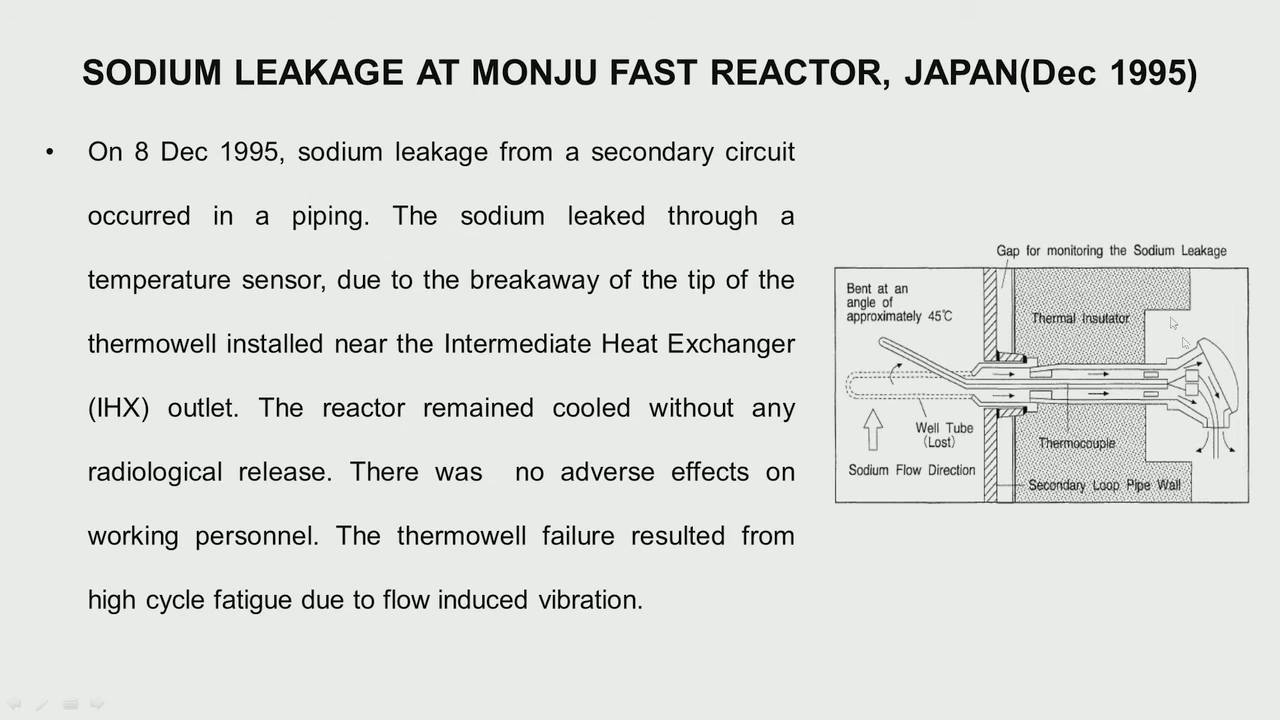 SODIUM LEAKAGE AT MONJU FAST REACTOR, JAPAN(Dec 1995)
• On 8 Dec 1995, sodium leakage from a secondary circuit
occurred in a piping. The sodium leaked through a
temperature sensor, due to the breakaway of the tip of the
thermowell installed near the Intermediate Heat Exchanger
(IHX) outlet. The reactor remained cooled without any
radiological release. There was no adverse effects on
working personnel. The thermowell failure resulted from
high cycle fatigue due to flow induced vibration.
Gap for monitoring the Sodium Leakage
Bent at an
angle of
approximately 45℃
Thermal Insulator
Well Tube
(Lost)
Thermocouple
Sodium Flow Direction
Secondary Loop Pipe Wall